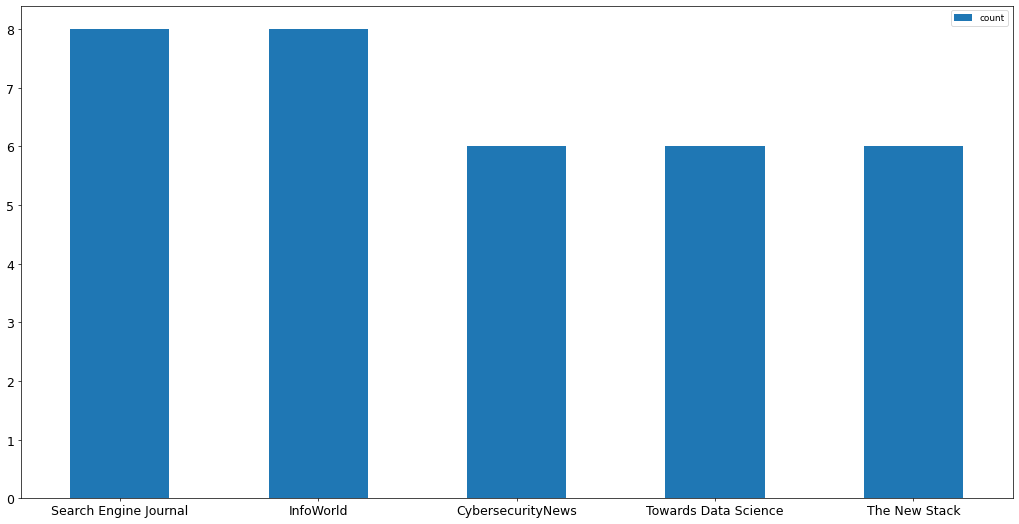 count
8
7
6
5
4
3
2
1
0
Search Engine Journal
InfoWorld
CybersecurityNews
Towards Data Science
The New Stack